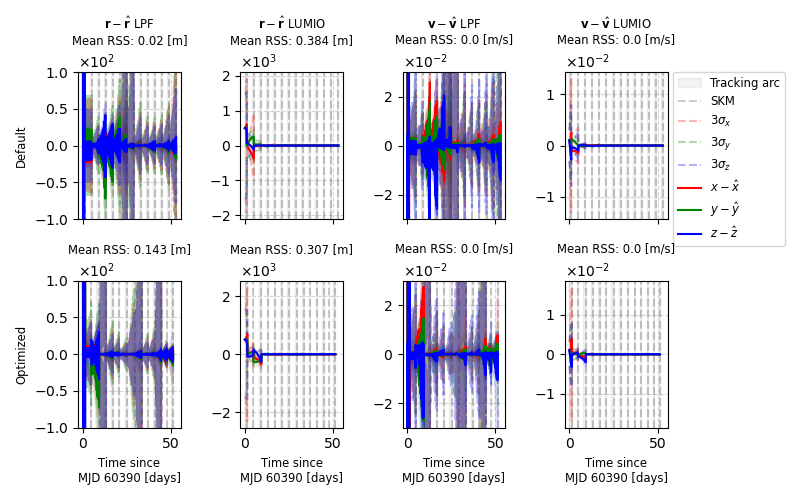 r − r̂ LPF
Mean RSS: 0.02 [m]
r − r̂ LUMIO
Mean RSS: 0.384 [m]
v − v̂ LPF
Mean RSS: 0.0 [m/s]
v − v̂ LUMIO
Mean RSS: 0.0 [m/s]
×10²
×10³
×10⁻²
×10⁻²
1.0
0.5
0.0
−0.5
−1.0
Default
2
1
0
−1
−2
2
0
−2
1
0
−1
Tracking arc
SKM
3σₓ
3σ_y
3σ_z
x − x̂
y − ŷ
z − ẑ
Mean RSS: 0.143 [m]
Mean RSS: 0.307 [m]
Mean RSS: 0.0 [m/s]
Mean RSS: 0.0 [m/s]
×10²
×10³
×10⁻²
×10⁻²
1.0
0.5
0.0
−0.5
−1.0
Optimized
2
0
−2
2
0
−2
1
0
−1
0 50
0 50
0 50
0 50
Time since
MJD 60390 [days]
Time since
MJD 60390 [days]
Time since
MJD 60390 [days]
Time since
MJD 60390 [days]